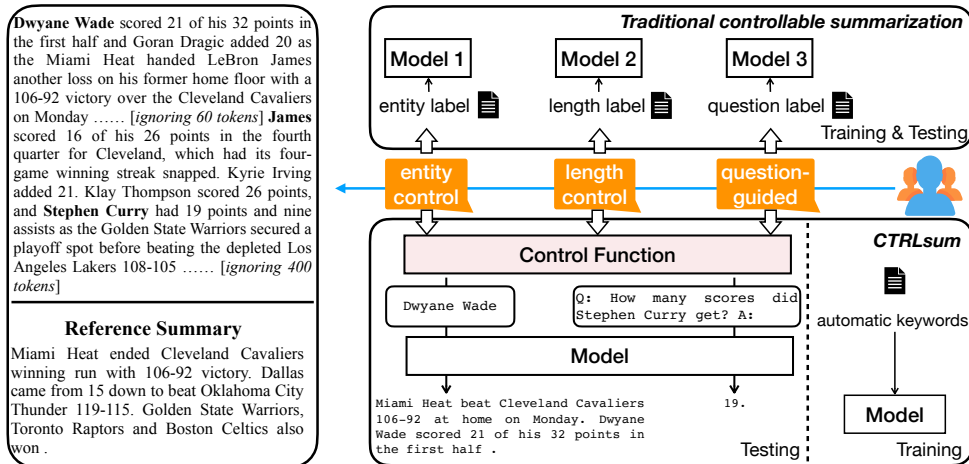 Dwyane Wade scored 21 of his 32 points in
the first half and Goran Dragic added 20 as
the Miami Heat handed LeBron James
another loss on his former home floor with a
106-92 victory over the Cleveland Cavaliers
on Monday …… [ignoring 60 tokens] James
scored 16 of his 26 points in the fourth
quarter for Cleveland, which had its four-
game winning streak snapped. Kyrie Irving
added 21. Klay Thompson scored 26 points,
and Stephen Curry had 19 points and nine
assists as the Golden State Warriors secured a
playoff spot before beating the depleted Los
Angeles Lakers 108-105 …… [ignoring 400
tokens]
Reference Summary
Miami Heat ended Cleveland Cavaliers
winning run with 106-92 victory. Dallas
came from 15 down to beat Oklahoma City
Thunder 119-115. Golden State Warriors,
Toronto Raptors and Boston Celtics also
won .
Traditional controllable summarization
Model 1
Model 2
Model 3
entity label
length label
question label
Training & Testing
entity
control
length
control
question-
guided
CTRLsum
Control Function
Dwyane Wade
Q: How many scores did
Stephen Curry get? A:
Model
Miami Heat beat Cleveland Cavaliers
106-92 at home on Monday. Dwyane
Wade scored 21 of his 32 points in
the first half .
19.
Testing
automatic keywords
Model
Training